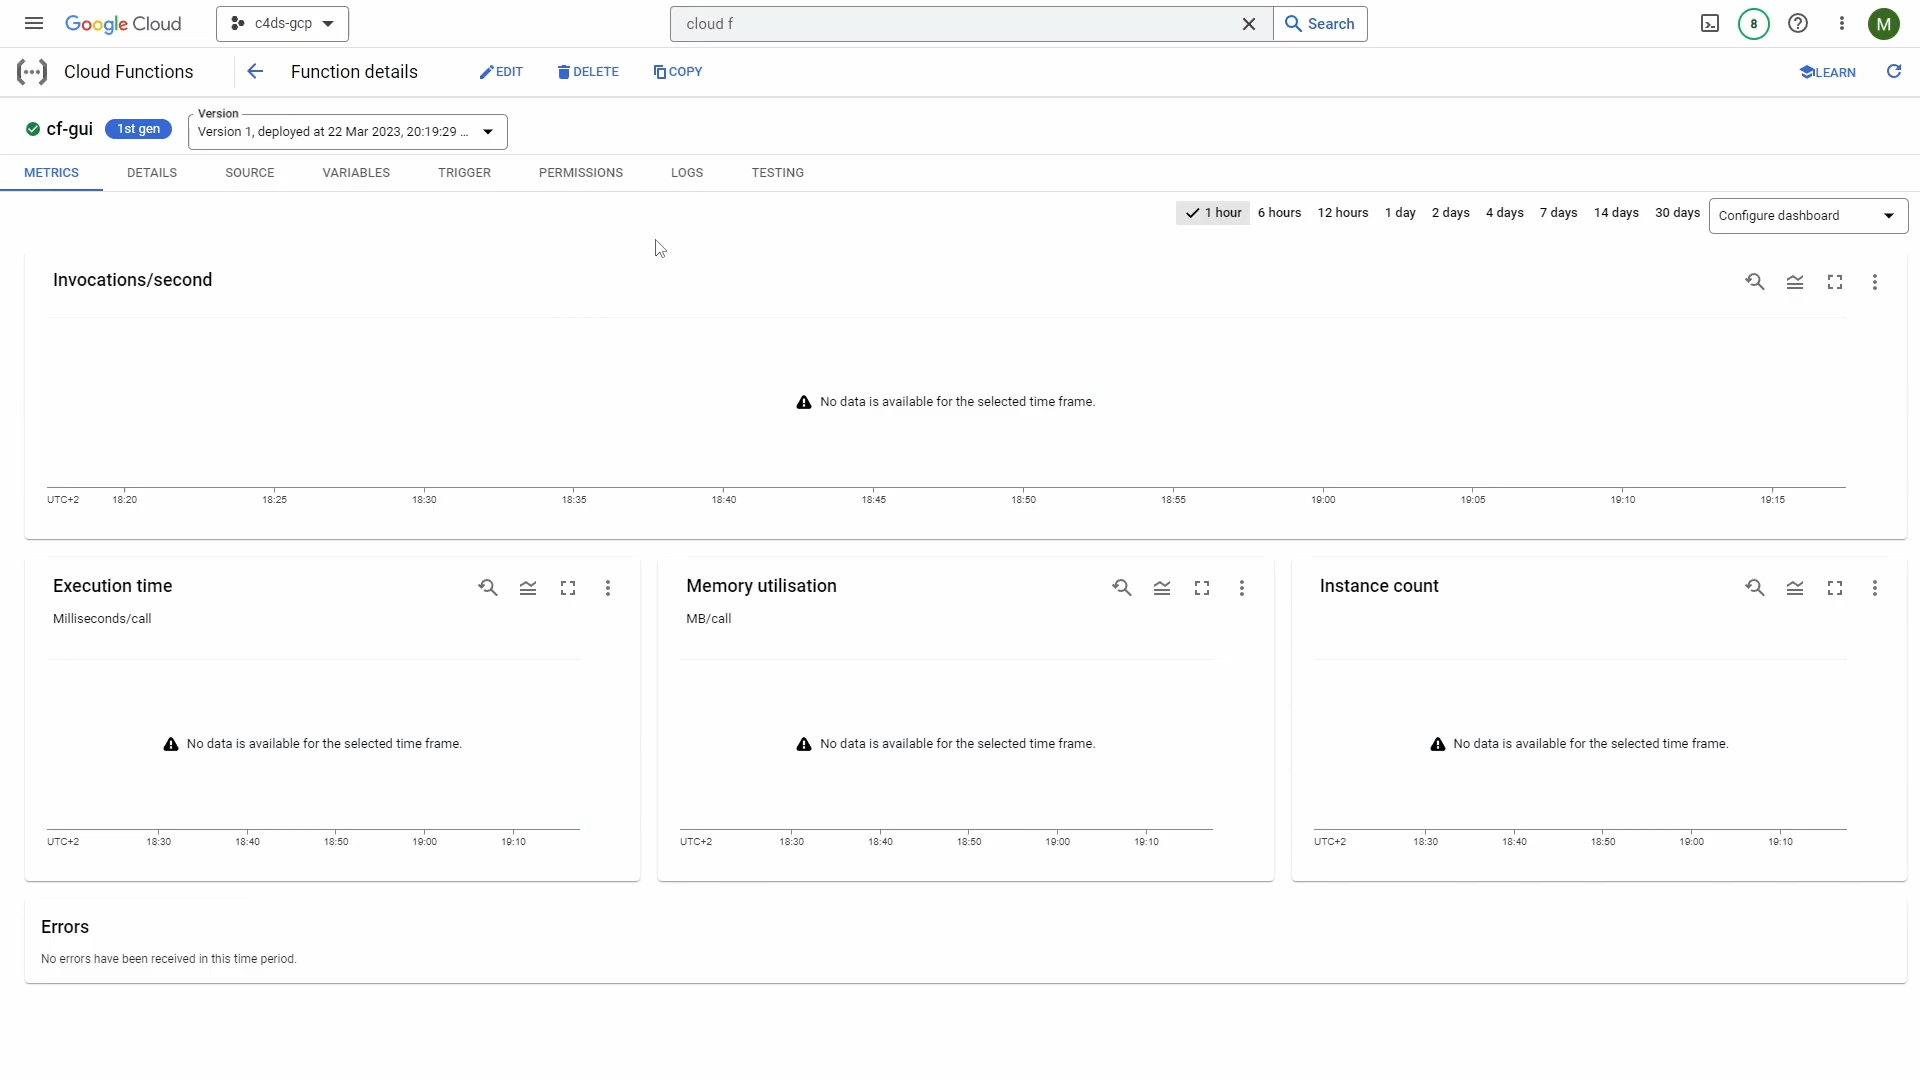 Google Cloud
c4ds-gcp
cloud f
Search
8
M
Cloud Functions
Function details
EDIT
DELETE
COPY
LEARN
cf-gui
1st gen
Version
Version 1, deployed at 22 Mar 2023, 20:19:29 ...
METRICS
DETAILS
SOURCE
VARIABLES
TRIGGER
PERMISSIONS
LOGS
TESTING
1 hour
6 hours
12 hours
1 day
2 days
4 days
7 days
14 days
30 days
Configure dashboard
Invocations/second
No data is available for the selected time frame.
UTC+2 18:20 18:25 18:30 18:35 18:40 18:45 18:50 18:55 19:00 19:05 19:10 19:15
Execution time
Milliseconds/call
No data is available for the selected time frame.
UTC+2 18:30 18:40 18:50 19:00 19:10
Memory utilisation
MB/call
No data is available for the selected time frame.
UTC+2 18:30 18:40 18:50 19:00 19:10
Instance count
No data is available for the selected time frame.
UTC+2 18:30 18:40 18:50 19:00 19:10
Errors
No errors have been received in this time period.